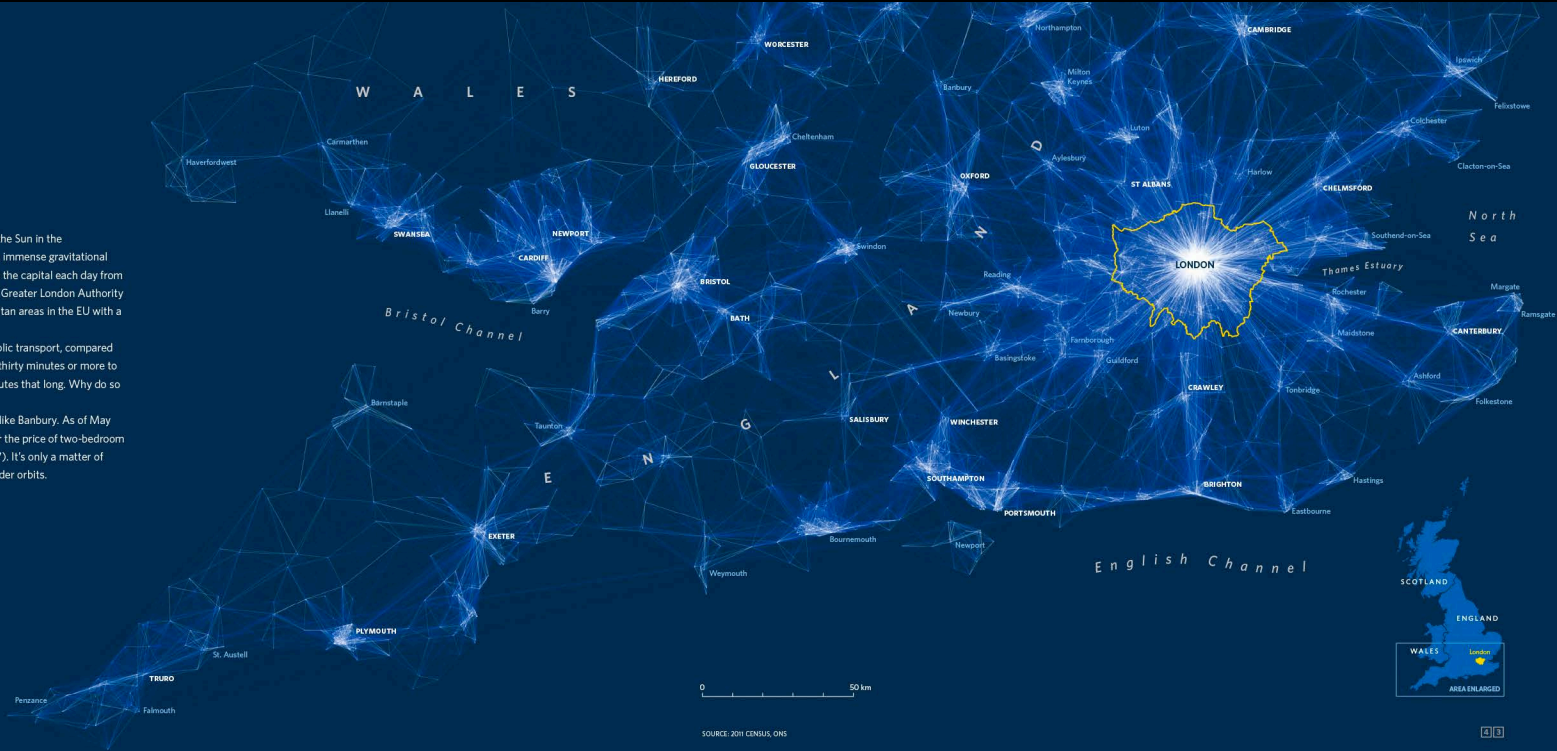 the Sun in the
immense gravitational
the capital each day from
Greater London Authority
tan areas in the EU with a
olic transport, compared
thirty minutes or more to
utes that long. Why do so
like Banbury. As of May
r the price of two-bedroom
'). It's only a matter of
der orbits.
WORCESTER
Northampton
CAMBRIDGE
HEREFORD
WALES
Milton
Keynes
Banbury
Ipswich
Felixstowe
Carmarthen
Cheltenham
Luton
Colchester
Haverfordwest
GLOUCESTER
Aylesbury
Clacton-on-Sea
OXFORD
ST ALBANS
Harlow
CHELMSFORD
Llanelli
SWANSEA
NEWPORT
North
Sea
Southend-on-Sea
CARDIFF
Swindon
LONDON
Thames Estuary
Reading
BRISTOL
Rochester
Margate
Barry
Newbury
Ramsgate
Bristol Channel
BATH
Maidstone
CANTERBURY
Farnborough
Basingstoke
Guildford
Ashford
CRAWLEY
Tonbridge
Folkestone
Barnstaple
Taunton
SALISBURY
WINCHESTER
ENGLAND
SOUTHAMPTON
BRIGHTON
Hastings
PORTSMOUTH
Eastbourne
EXETER
Bournemouth
Newport
English Channel
Weymouth
SCOTLAND
ENGLAND
PLYMOUTH
St. Austell
WALES
London
TRURO
AREA ENLARGED
Penzance
Falmouth
0 50 km
SOURCE: 2011 CENSUS, ONS
43